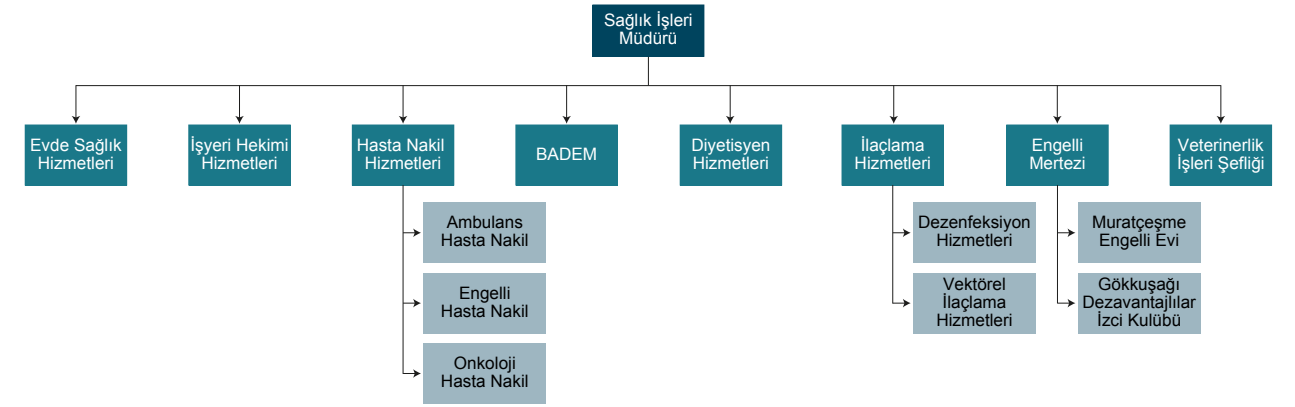 Sağlık İşleri
Müdürü
Evde Sağlık
Hizmetleri
İşyeri Hekimi
Hizmetleri
Hasta Nakil
Hizmetleri
BADEM
Diyetisyen
Hizmetleri
İlaçlama
Hizmetleri
Engelli
Mertezi
Veterinerlik
İşleri Şefliği
Ambulans
Hasta Nakil
Engelli
Hasta Nakil
Onkoloji
Hasta Nakil
Dezenfeksiyon
Hizmetleri
Vektörel
İlaçlama
Hizmetleri
Muratçeşme
Engelli Evi
Gökkuşağı
Dezavantajlılar
İzci Kulübü